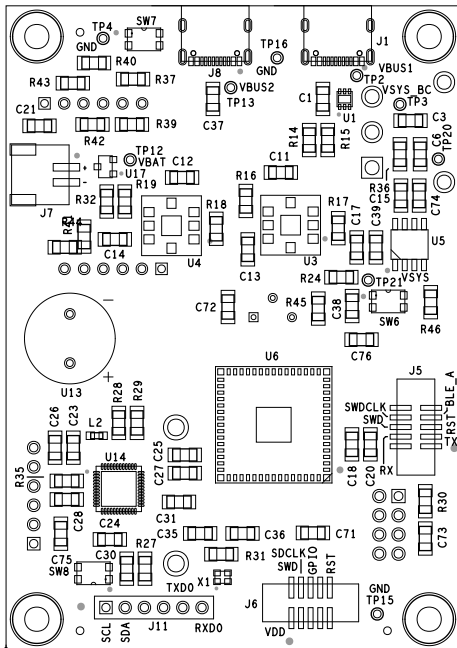 TP4
SW7
GND
R40
J8
TP16
J1
GND
VBUS1
R43
R37
VBUS2
TP2
VSYS_BC
TP13
TP3
C21
C1
U1
C3
R42
R39
C37
R14
R15
C6
TP20
TP12
VBAT
C12
C11
U17
R19
R16
R36
C15
C74
J7
R32
R18
R17
C17
C39
U5
+
-
C14
U4
C13
U3
R24
VSYS
TP21
C72
R45
C38
SW6
R46
C76
U13
U6
J5
R28
R29
SWDCLK
BLE_A
SWD
RST
TX
RX
C26
C23
L2
R35
U14
C25
C27
C18
C20
R30
C28
C31
C24
C35
C36
C71
C73
C75
C30
R27
R31
SW8
X1
SDCLK
SWD
GPIO
RST
TXD0
J6
GND
TP15
SCL
SDA
J11
RXD0
VDD